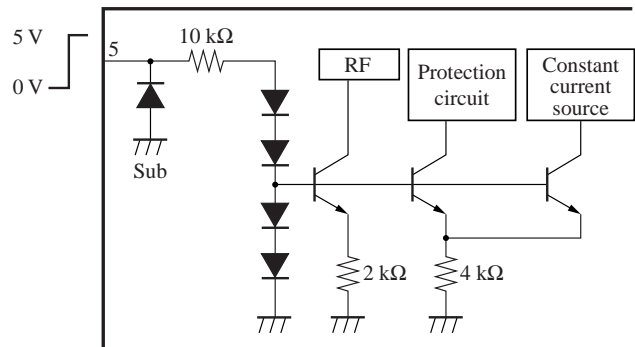 5 V
0 V
5
10 kΩ
Sub
RF
Protection
circuit
Constant
current
source
2 kΩ
4 kΩ